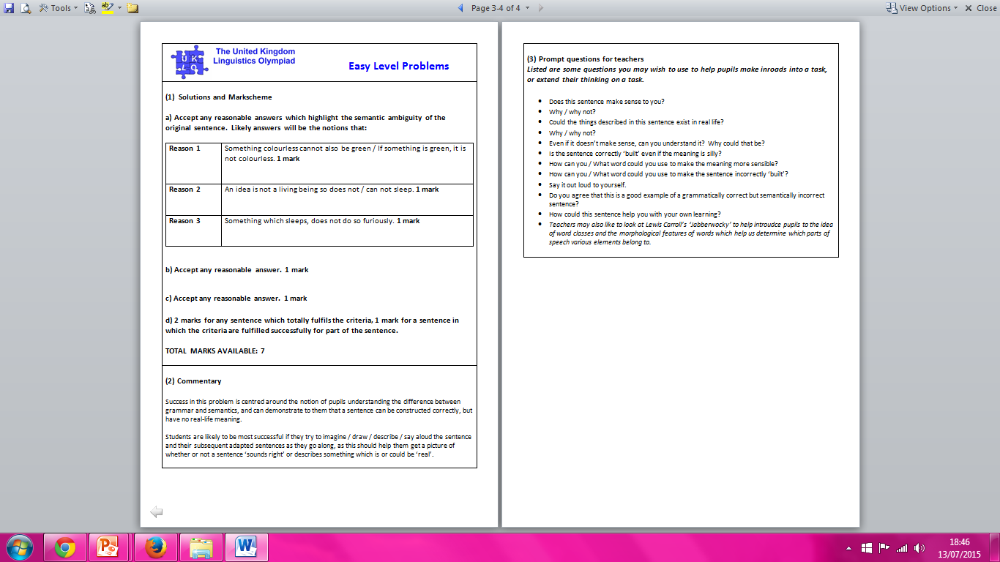 Tools
ab
Page 3-4 of 4
View Options
Close
UK
LO
The United Kingdom
Linguistics Olympiad
Easy Level Problems
(1) Solutions and Markscheme
a) Accept any reasonable answers which highlight the semantic ambiguity of the
original sentence. Likely answers will be the notions that:
Reason 1
Something colourless cannot also be green / If something is green, it is
not colourless. 1 mark
Reason 2
An idea is not a living being so does not / can not sleep. 1 mark
Reason 3
Something which sleeps, does not do so furiously. 1 mark
b) Accept any reasonable answer. 1 mark
c) Accept any reasonable answer. 1 mark
d) 2 marks for any sentence which totally fulfils the criteria, 1 mark for a sentence in
which the criteria are fulfilled successfully for part of the sentence.
TOTAL MARKS AVAILABLE: 7
(2) Commentary
Success in this problem is centred around the notion of pupils understanding the difference between
grammar and semantics, and can demonstrate to them that a sentence can be constructed correctly, but
have no real-life meaning.
Students are likely to be most successful if they try to imagine / draw / describe / say aloud the sentence
and their subsequent adapted sentences as they go along, as this should help them get a picture of
whether or not a sentence ‘sounds right’ or describes something which is or could be ‘real’.
(3) Prompt questions for teachers
Listed are some questions you may wish to use to help pupils make inroads into a task,
or extend their thinking on a task.
• Does this sentence make sense to you?
• Why / why not?
• Could the things described in this sentence exist in real life?
• Why / why not?
• Even if it doesn’t make sense, can you understand it? Why could that be?
• Is the sentence correctly ‘built’ even if the meaning is silly?
• How can you / What word could you use to make the meaning more sensible?
• How can you / What word could you use to make the sentence incorrectly ‘built’?
• Say it out loud to yourself.
• Do you agree that this is a good example of a grammatically correct but semantically incorrect
sentence?
• How could this sentence help you with your own learning?
• Teachers may also like to look at Lewis Carroll’s ‘Jabberwocky’ to help introudce pupils to the idea
of word classes and the morphological features of words which help us determine which parts of
speech various elements belong to.
18:46
13/07/2015